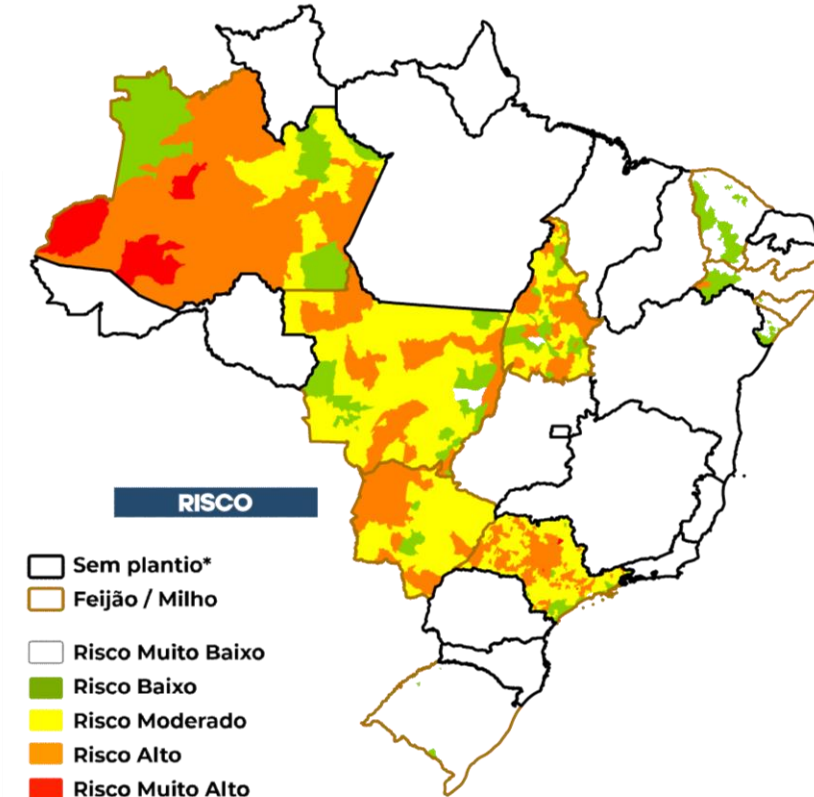 RISCO
Sem plantio*
Feijão / Milho
Risco Muito Baixo
Risco Baixo
Risco Moderado
Risco Alto
Risco Muito Alto